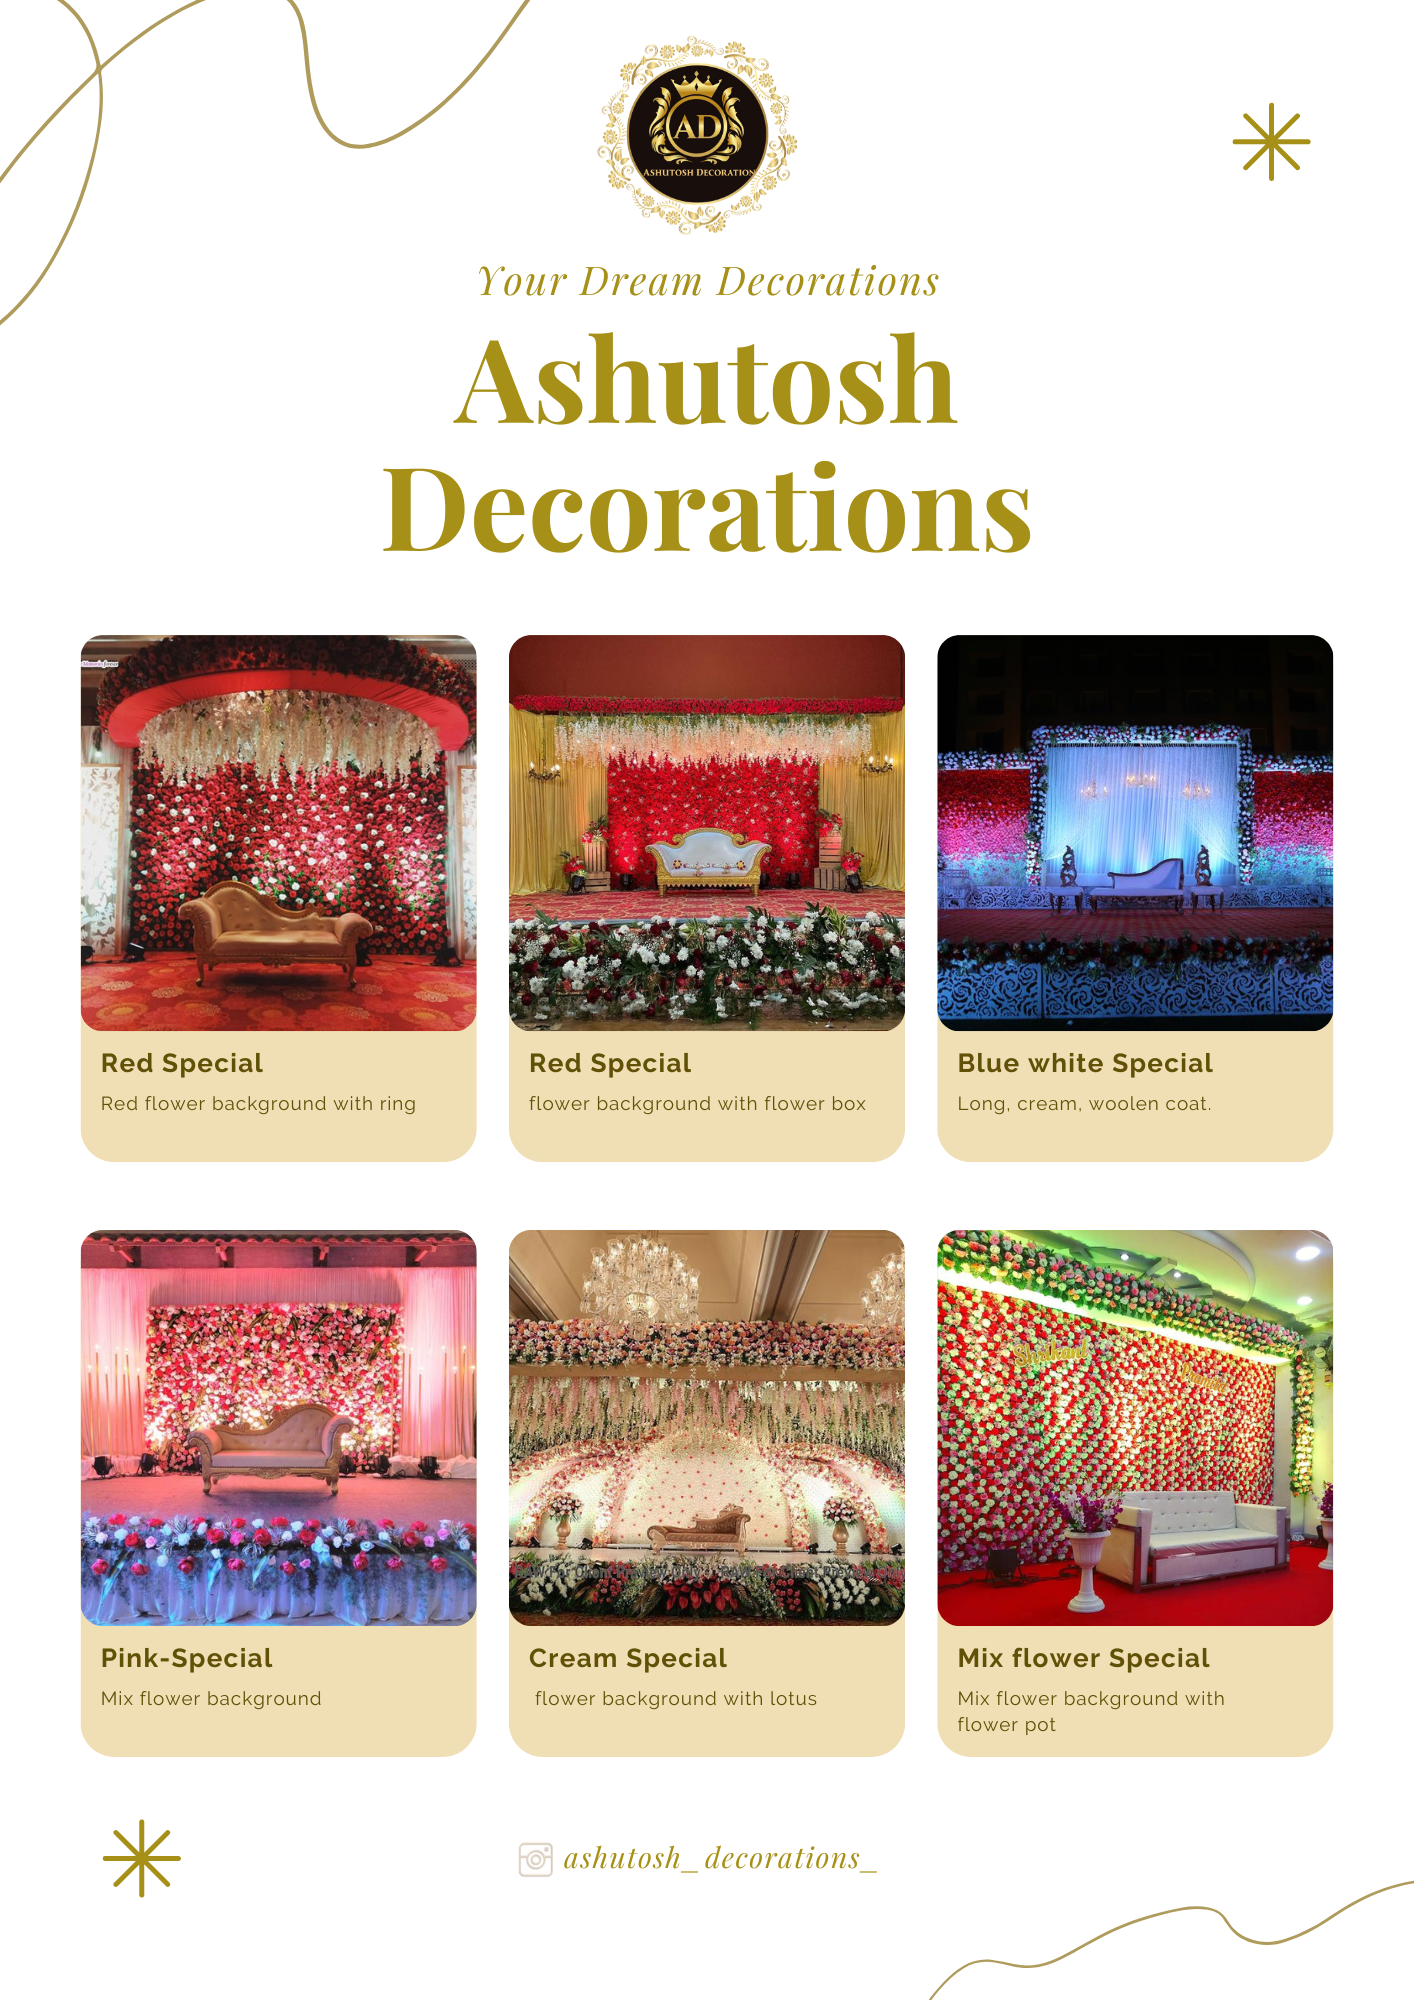 AD
ASHUTOSH DECORATION
Your Dream Decorations
Ashutosh
Decorations
Red Special
Red flower background with ring
Red Special
flower background with flower box
Blue white Special
Long, cream, woolen coat.
Shrikant
Pink-Special
Mix flower background
Cream Special
flower background with lotus
Mix flower Special
Mix flower background with
flower pot
ashutosh_decorations_